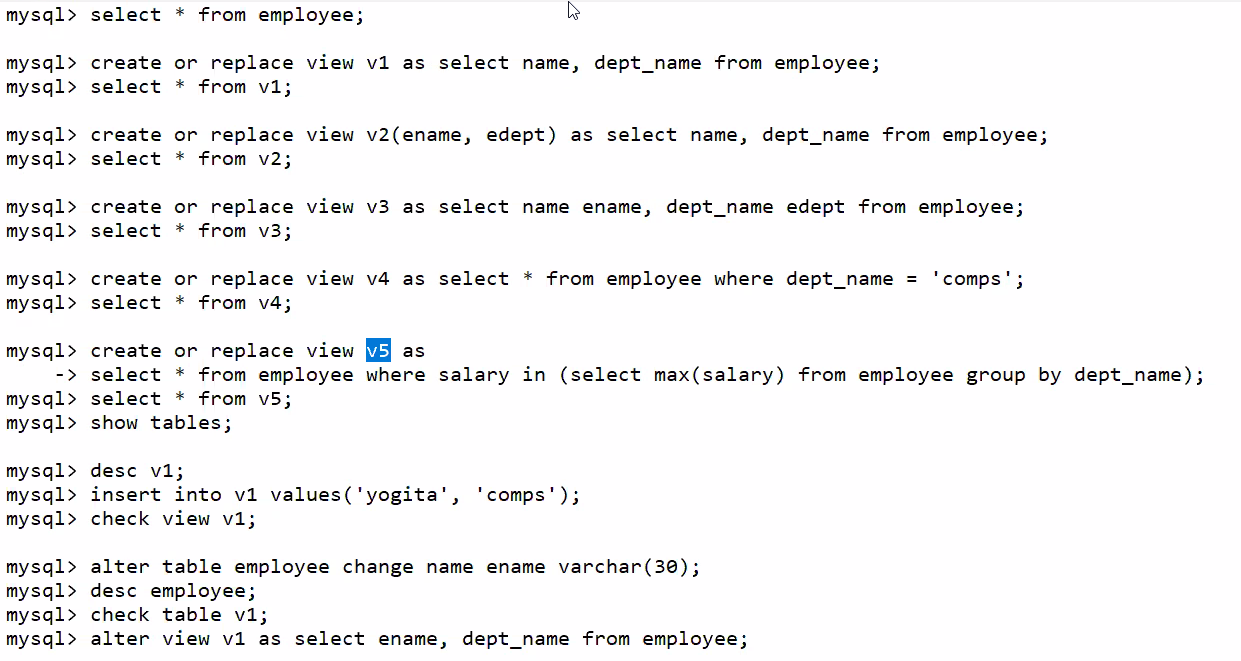 mysql> select * from employee;
mysql> create or replace view v1 as select name, dept_name from employee;
mysql> select * from v1;
mysql> create or replace view v2(ename, edept) as select name, dept_name from employee;
mysql> select * from v2;
mysql> create or replace view v3 as select name ename, dept_name edept from employee;
mysql> select * from v3;
mysql> create or replace view v4 as select * from employee where dept_name = 'comps';
mysql> select * from v4;
mysql> create or replace view v5 as
    -> select * from employee where salary in (select max(salary) from employee group by dept_name);
mysql> select * from v5;
mysql> show tables;
mysql> desc v1;
mysql> insert into v1 values('yogita', 'comps');
mysql> check view v1;
mysql> alter table employee change name ename varchar(30);
mysql> desc employee;
mysql> check table v1;
mysql> alter view v1 as select ename, dept_name from employee;